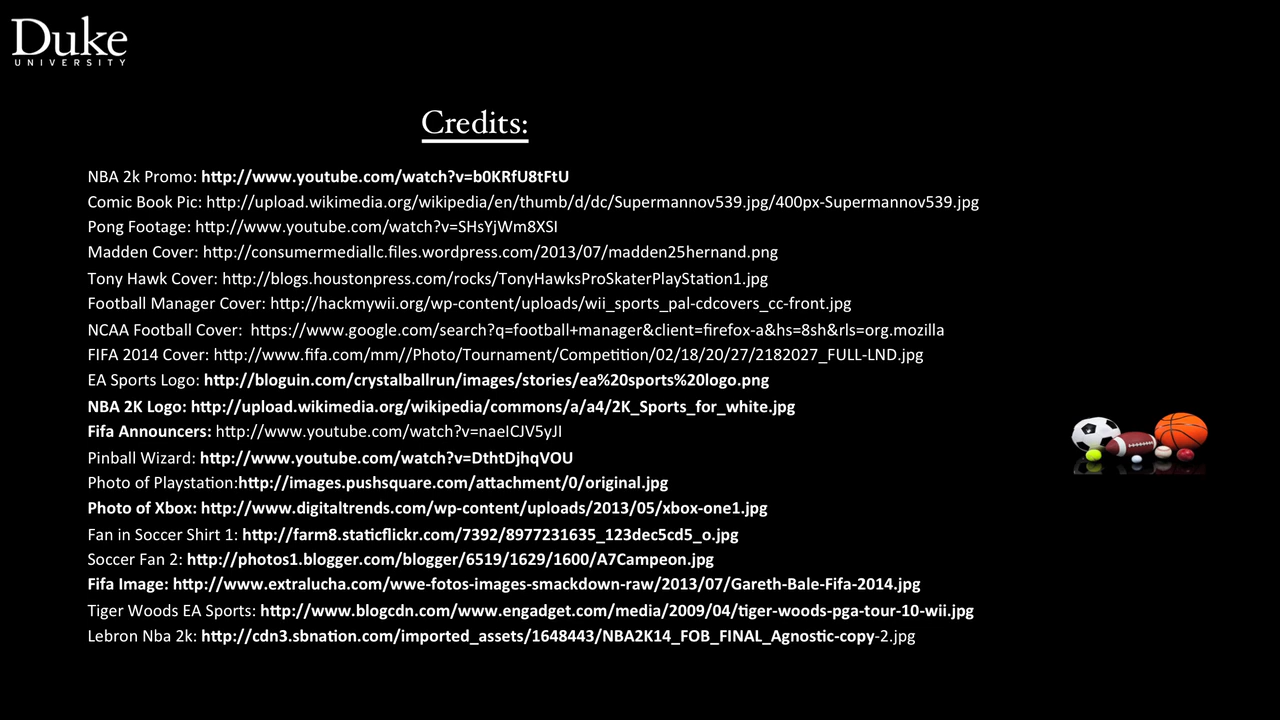 Duke
UNIVERSITY
Credits:
NBA 2k Promo: http://www.youtube.com/watch?v=b0KRfU8tFtU
Comic Book Pic: http://upload.wikimedia.org/wikipedia/en/thumb/d/dc/Supermannov539.jpg/400px-Supermannov539.jpg
Pong Footage: http://www.youtube.com/watch?v=SHsYjWm8XSI
Madden Cover: http://consumermediallc.files.wordpress.com/2013/07/madden25hernand.png
Tony Hawk Cover: http://blogs.houstonpress.com/rocks/TonyHawksProSkaterPlayStation1.jpg
Football Manager Cover: http://hackmywii.org/wp-content/uploads/wii_sports_pal-cdcovers_cc-front.jpg
NCAA Football Cover:  https://www.google.com/search?q=football+manager&client=firefox-a&hs=8sh&rls=org.mozilla
FIFA 2014 Cover: http://www.fifa.com/mm//Photo/Tournament/Competition/02/18/20/27/2182027_FULL-LND.jpg
EA Sports Logo: http://bloguin.com/crystalballrun/images/stories/ea%20sports%20logo.png
NBA 2K Logo: http://upload.wikimedia.org/wikipedia/commons/a/a4/2K_Sports_for_white.jpg
Fifa Announcers: http://www.youtube.com/watch?v=naeICJV5yJI
Pinball Wizard: http://www.youtube.com/watch?v=DthtDjhqVOU
Photo of Playstation:http://images.pushsquare.com/attachment/0/original.jpg
Photo of Xbox: http://www.digitaltrends.com/wp-content/uploads/2013/05/xbox-one1.jpg
Fan in Soccer Shirt 1: http://farm8.staticflickr.com/7392/8977231635_123dec5cd5_o.jpg
Soccer Fan 2: http://photos1.blogger.com/blogger/6519/1629/1600/A7Campeon.jpg
Fifa Image: http://www.extralucha.com/wwe-fotos-images-smackdown-raw/2013/07/Gareth-Bale-Fifa-2014.jpg
Tiger Woods EA Sports: http://www.blogcdn.com/www.engadget.com/media/2009/04/tiger-woods-pga-tour-10-wii.jpg
Lebron Nba 2k: http://cdn3.sbnation.com/imported_assets/1648443/NBA2K14_FOB_FINAL_Agnostic-copy-2.jpg